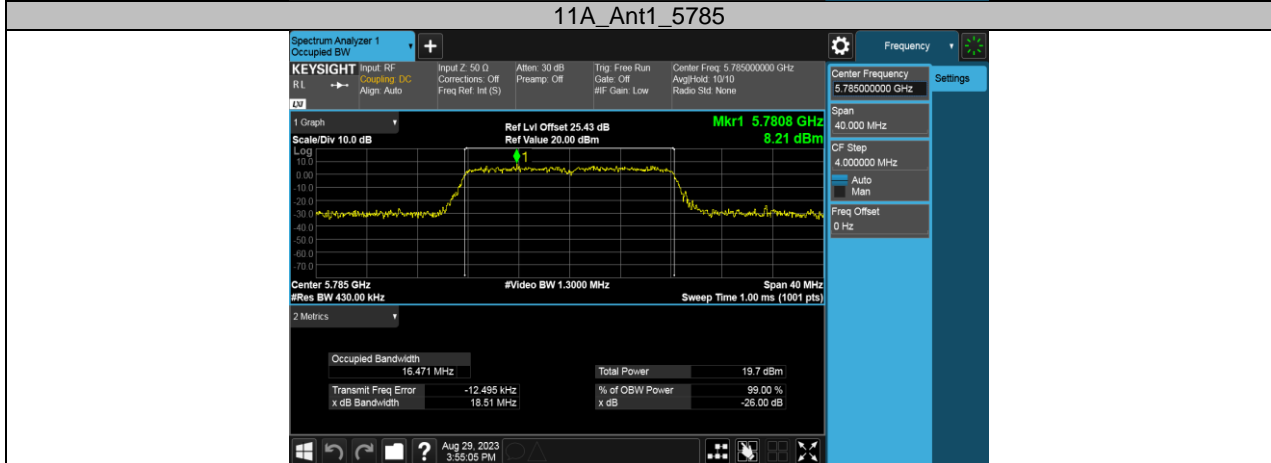 11A_Ant1_5785
Spectrum Analyzer 1
Occupied BW
+
Frequency
KEYSIGHT
RL
Input: RF
Coupling: DC
Align: Auto
Input Z: 50 Ω
Corrections: Off
Freq Ref: Int (S)
Atten: 30 dB
Preamp: Off
Trig: Free Run
Gate: Off
#IF Gain: Low
Center Freq: 5.785000000 GHz
Avg|Hold: 10/10
Radio Std: None
LXI
Center Frequency
5.785000000 GHz
Settings
Span
40.000 MHz
CF Step
4.000000 MHz
Auto
Man
Freq Offset
0 Hz
1 Graph
Ref Lvl Offset 25.43 dB
Mkr1 5.7808 GHz
Scale/Div 10.0 dB
Ref Value 20.00 dBm
8.21 dBm
Log
1
10.0
0.00
-10.0
-20.0
-30.0
-40.0
-50.0
-60.0
-70.0
Center 5.785 GHz
#Video BW 1.3000 MHz
Span 40 MHz
#Res BW 430.00 kHz
Sweep Time 1.00 ms (1001 pts)
2 Metrics
Occupied Bandwidth
16.471 MHz
Total Power 19.7 dBm
Transmit Freq Error -12.495 kHz
% of OBW Power 99.00 %
x dB Bandwidth 18.51 MHz
x dB -26.00 dB
?
Aug 29, 2023
3:55:05 PM